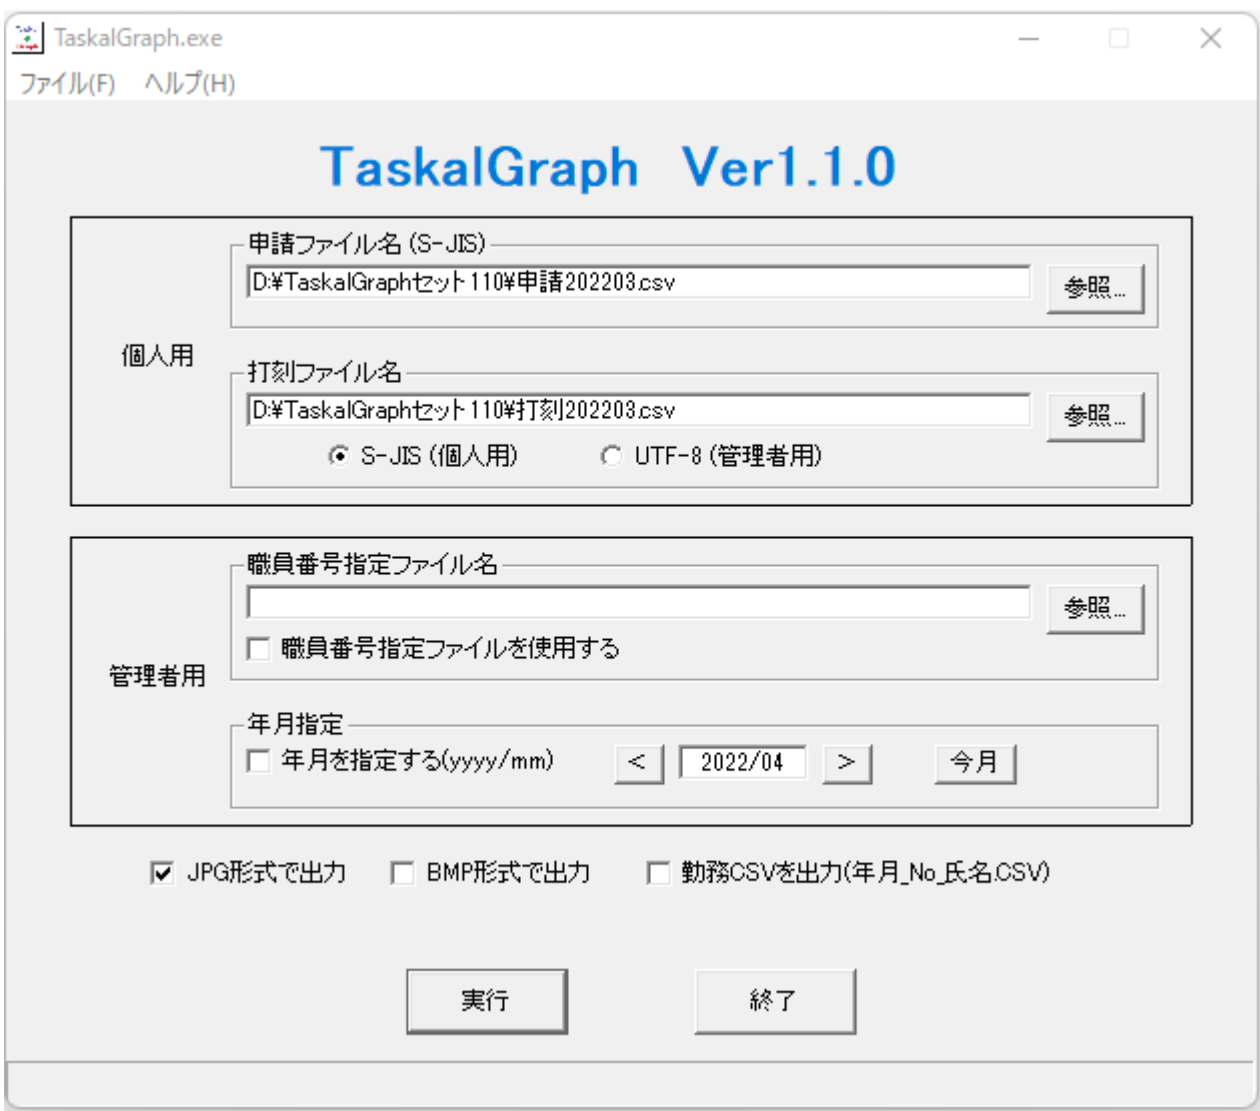 TaskalGraph.exe
ファイル(F) ヘルプ(H)
TaskalGraph Ver1.1.0
個人用
申請ファイル名(S-JIS)
D:¥TaskalGraphセット110¥申請202203.csv
参照...
打刻ファイル名
D:¥TaskalGraphセット110¥打刻202203.csv
参照...
S-JIS(個人用) UTF-8(管理者用)
管理者用
職員番号指定ファイル名
参照...
職員番号指定ファイルを使用する
年月指定
年月を指定する(yyyy/mm) < 2022/04 > 今月
JPG形式で出力 BMP形式で出力 勤務CSVを出力(年月_No_氏名.CSV)
実行 終了